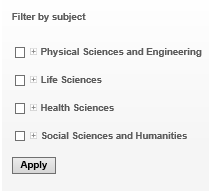 Filter by subject
Physical Sciences and Engineering
Life Sciences
Health Sciences
Social Sciences and Humanities
Apply